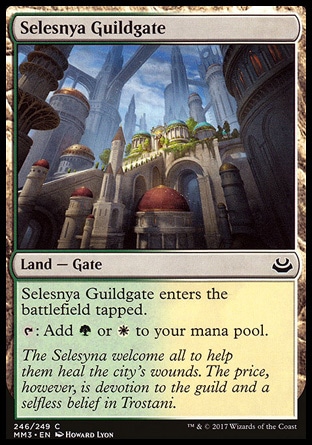 Selesnya Guildgate
Land — Gate
Selesnya Guildgate enters the
battlefield tapped.
: Add or to your mana pool.
The Selesyna welcome all to help
them heal the city's wounds. The price,
however, is devotion to the guild and a
selfless belief in Trostani.
246/249 C
MM3 • EN Howard Lyon
™ & © 2017 Wizards of the Coast